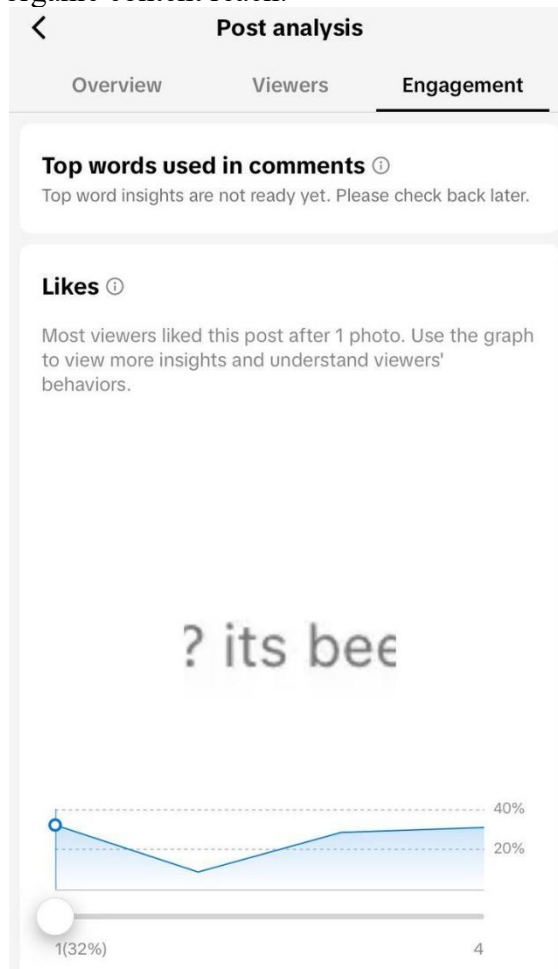 Post analysis
Overview Viewers Engagement
Top words used in comments
Top word insights are not ready yet. Please check back later.
Likes
Most viewers liked this post after 1 photo. Use the graph
to view more insights and understand viewers'
behaviors.
? its bee
40%
20%
1(32%) 4